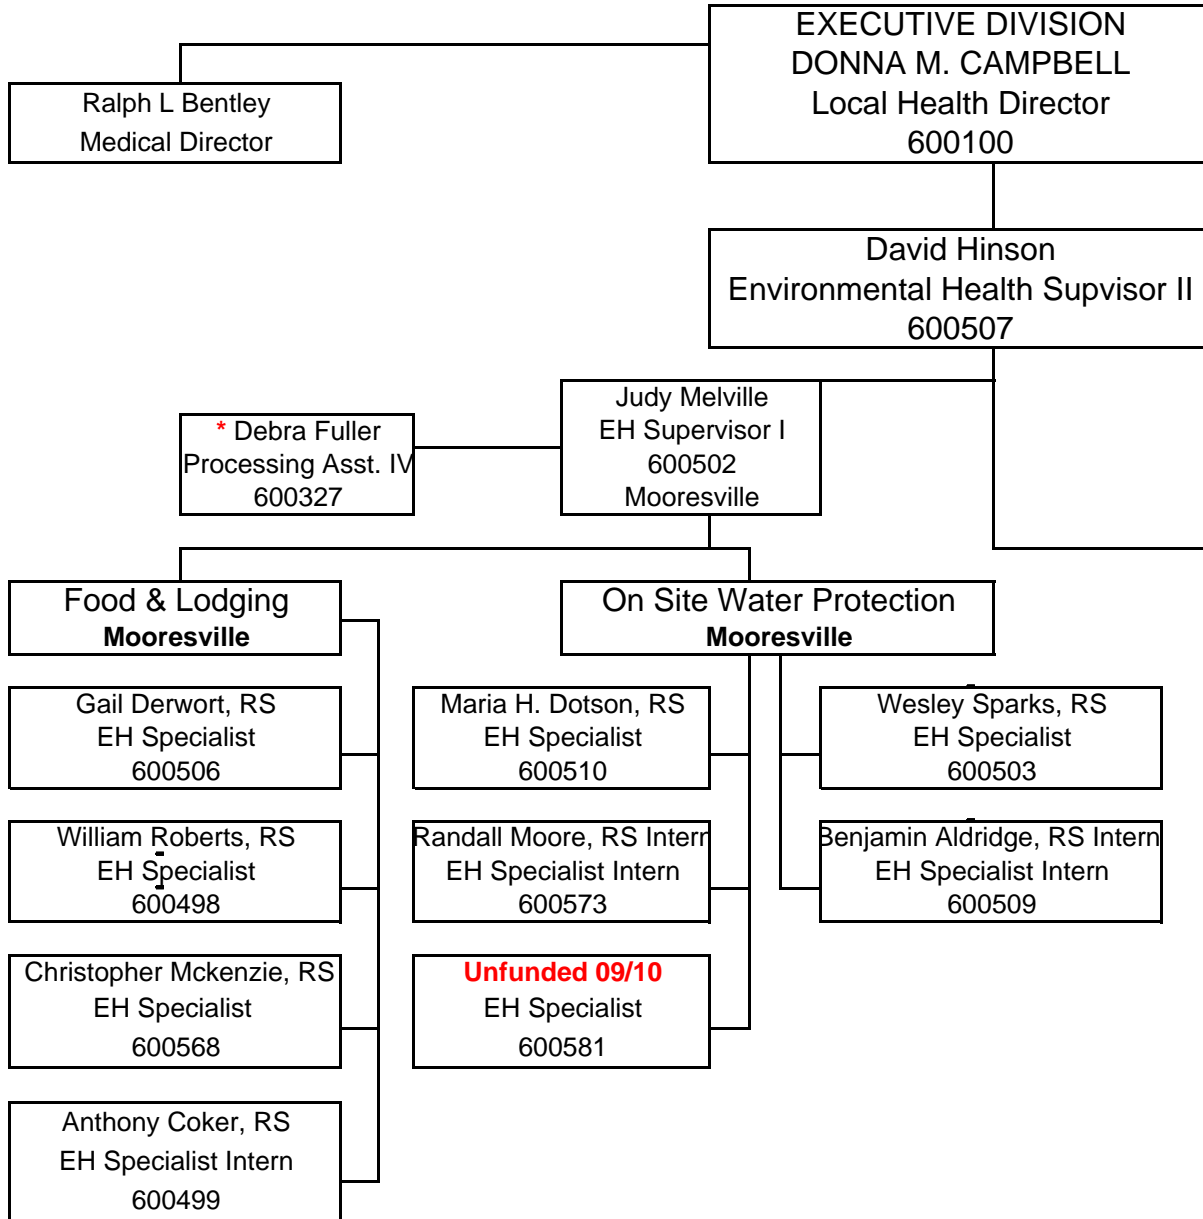 EXECUTIVE DIVISION
DONNA M. CAMPBELL
Local Health Director
600100
Ralph L Bentley
Medical Director
David Hinson
Environmental Health Supvisor II
600507
Judy Melville
EH Supervisor I
600502
Mooresville
* Debra Fuller
Processing Asst. IV
600327
Food & Lodging
Mooresville
On Site Water Protection
Mooresville
Gail Derwort, RS
EH Specialist
600506
Maria H. Dotson, RS
EH Specialist
600510
Wesley Sparks, RS
EH Specialist
600503
William Roberts, RS
EH Specialist
600498
Randall Moore, RS Intern
EH Specialist Intern
600573
Benjamin Aldridge, RS Intern
EH Specialist Intern
600509
Christopher Mckenzie, RS
EH Specialist
600568
Unfunded 09/10
EH Specialist
600581
Anthony Coker, RS
EH Specialist Intern
600499